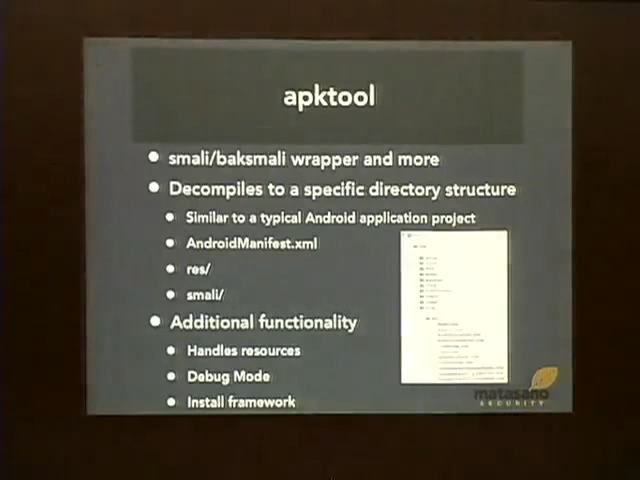 apktool
smali/baksmali wrapper and more
Decompiles to a specific directory structure
Similar to a typical Android application project
AndroidManifest.xml
res/
smali/
Additional functionality
Handles resources
Debug Mode
Install framework
matasano
SECURITY